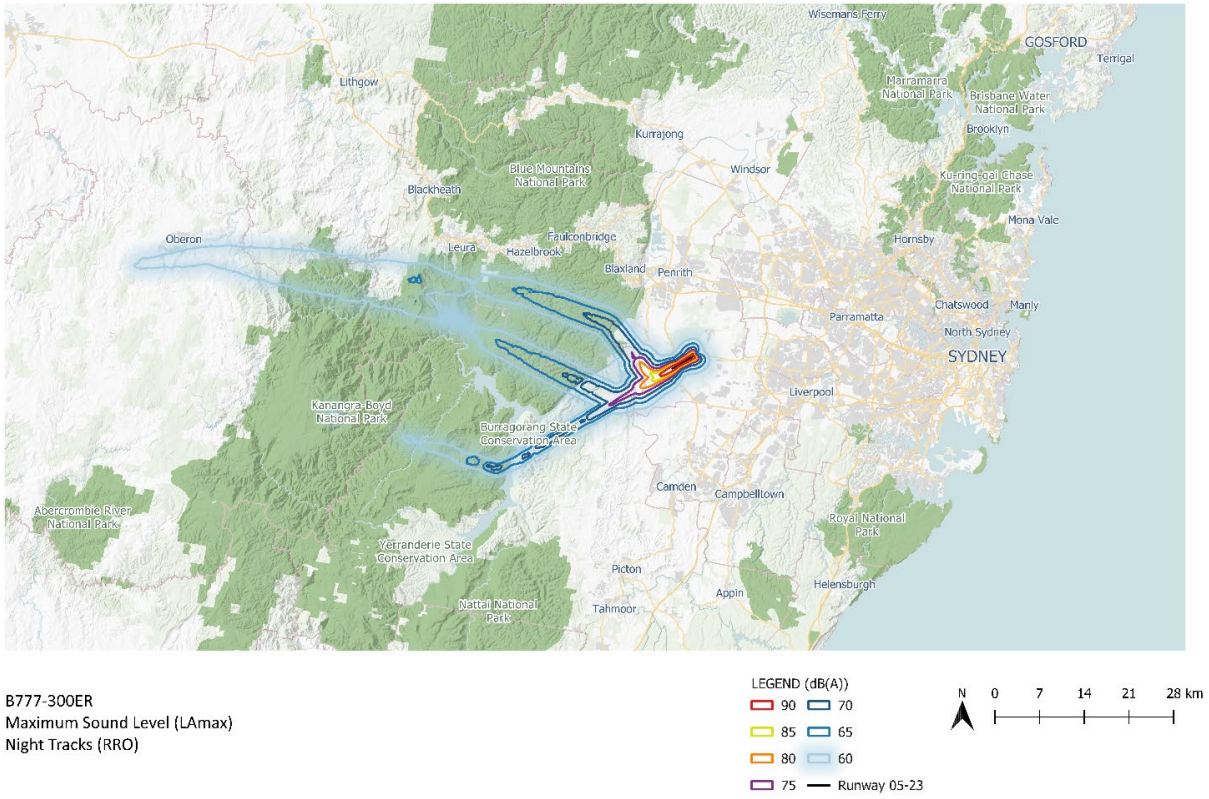 Wisemans Ferry
GOSFORD
Terrigal
Lithgow
Marramarra
National Park
Brisbane Water
National Park
Kurrajong
Brooklyn
Blue Mountains
National Park
Windsor
Ku-ring-gai Chase
National Park
Blackheath
Mona Vale
Oberon
Leura
Faulconbridge
Hazelbrook
Hornsby
Blaxland
Penrith
Chatswood
Manly
Parramatta
North Sydney
SYDNEY
Liverpool
Kanangra-Boyd
National Park
Burragorang State
Conservation Area
Camden
Campbelltown
Abercrombie River
National Park
Royal National
Park
Yerranderie State
Conservation Area
Picton
Helensburgh
Appin
Nattai National
Park
Tahmoor
B777-300ER
Maximum Sound Level (LAmax)
Night Tracks (RRO)
LEGEND (dB(A))
90 70
85 65
80 60
75 Runway 05-23
N 0 7 14 21 28 km